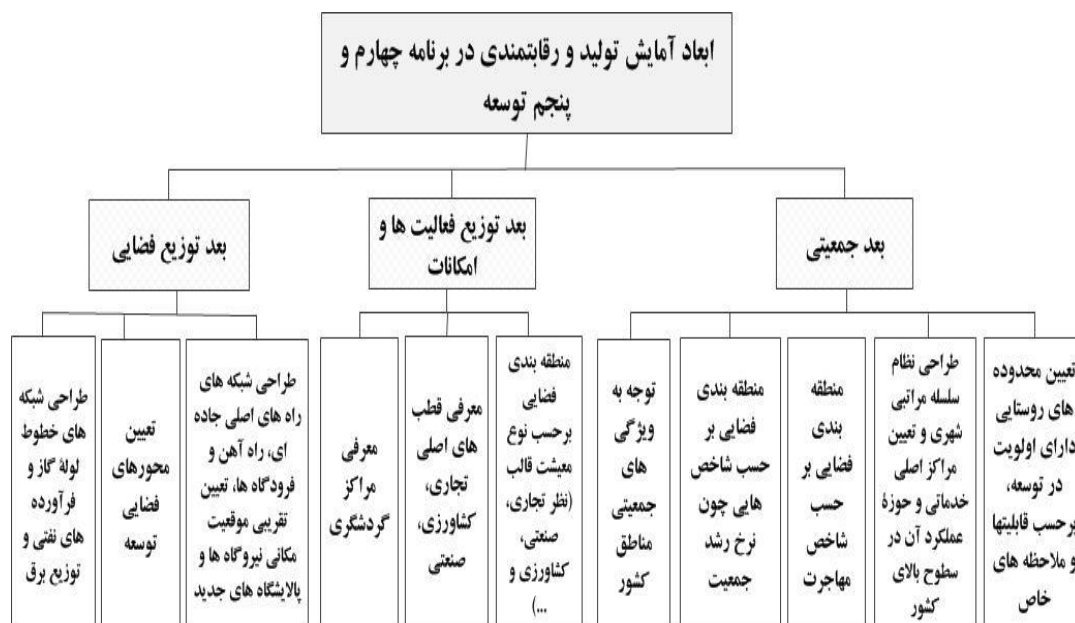 ابعاد آمایش تولید و رقابتمندی در برنامه چهارم و
پنجم توسعه
بعد جمعیتی
بعد توزیع فعالیت ها و
امکانات
بعد توزیع فضایی
تعیین محدوده
های روستایی
دارای اولویت
در توسعه،
برحسب قابلیتها
و ملاحظه های
خاص
طراحی نظام
سلسله مراتبی
شهری و تعیین
مراکز اصلی
خدماتی و حوزۀ
عملکرد آن در
سطوح بالای
کشور
منطقه
بندی
فضایی بر
حسب
شاخص
مهاجرت
منطقه بندی
فضایی بر
حسب شاخص
هایی چون
نرخ رشد
جمعیت
توجه به
ویژگی
های
جمعیتی
مناطق
کشور
منطقه بندی
فضایی
برحسب نوع
معیشت قالب
(نظر تجاری،
صنعتی،
کشاورزی و
...)
معرفی قطب
های اصلی
تجاری،
کشاورزی،
صنعتی
معرفی
مراکز
گردشگری
طراحی شبکه های
راه های اصلی جاده
ای، راه آهن و
فرودگاه ها، تعیین
تقریبی موقعیت
مکانی نیروگاه ها و
پالایشگاه های جدید
تعیین
محورهای
فضایی
توسعه
طراحی شبکه
های خطوط
لولۀ گاز و
فرآورده
های نفتی و
توزیع برق